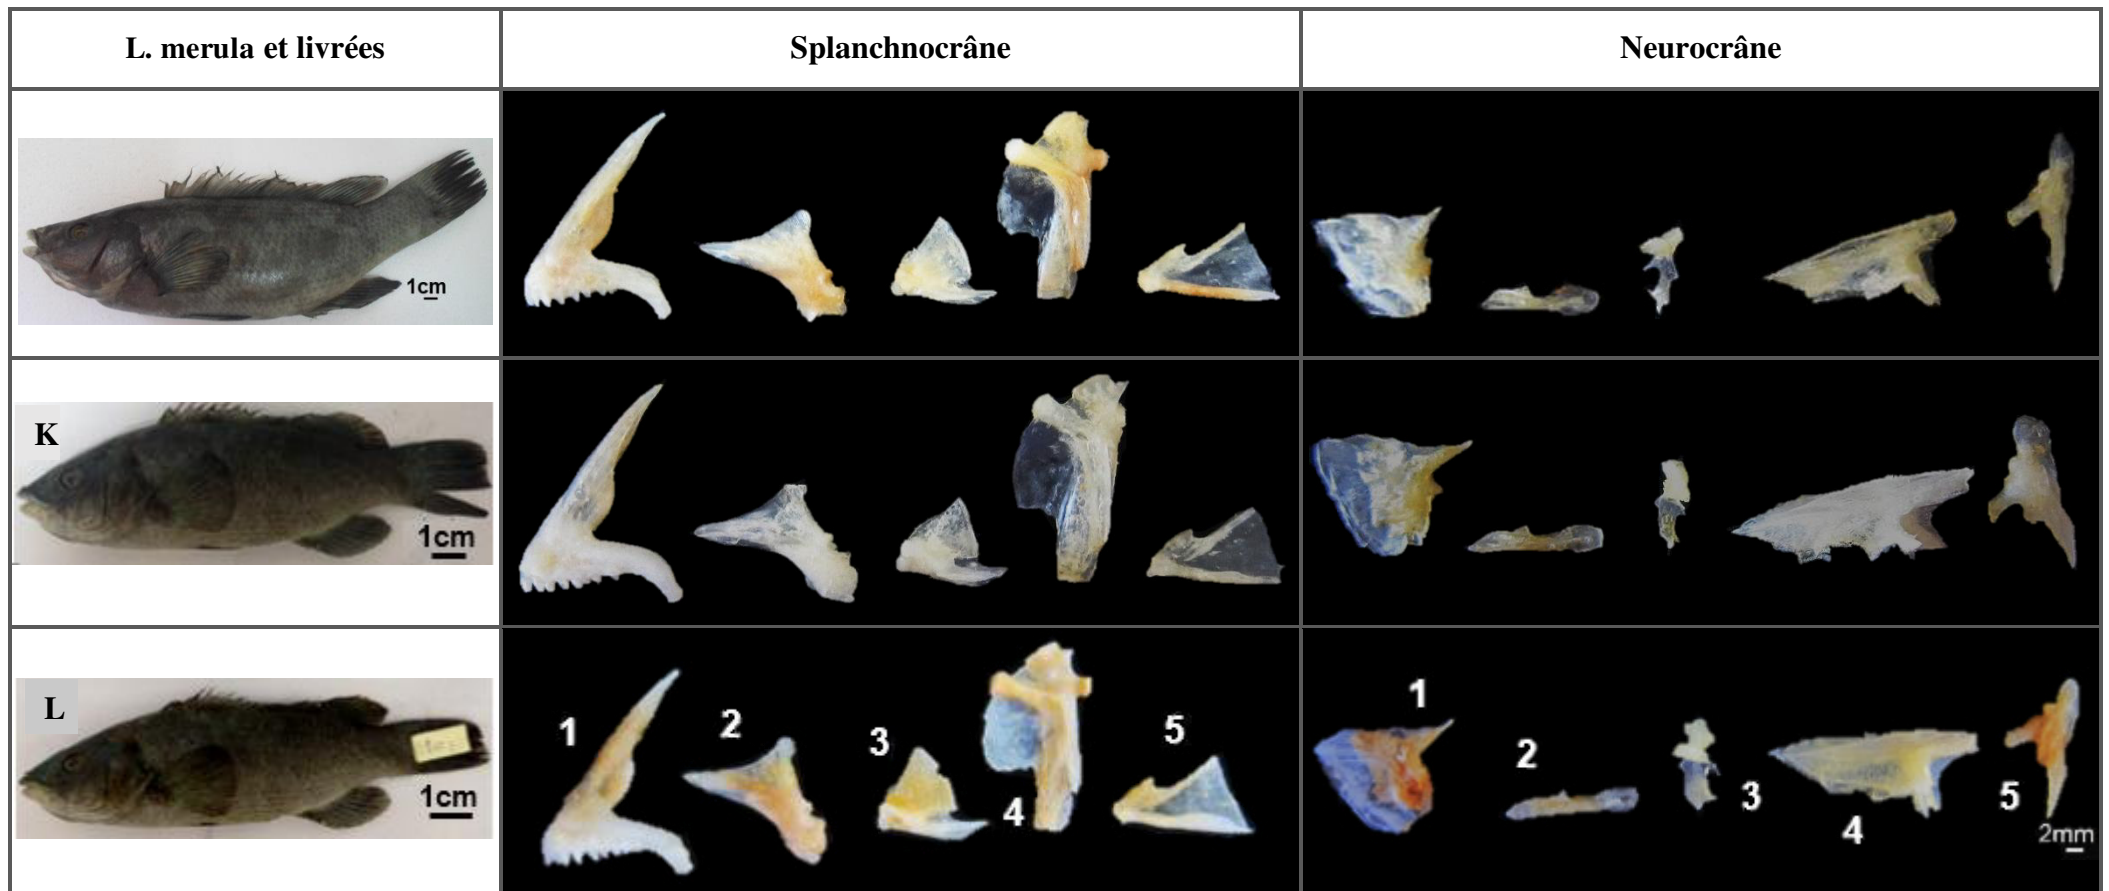 L. merula et livrées
Splanchnocrâne
Neurocrâne
1cm
K
1cm
L
1cm
1
2
3
4
5
1
2
3
4
5
2mm